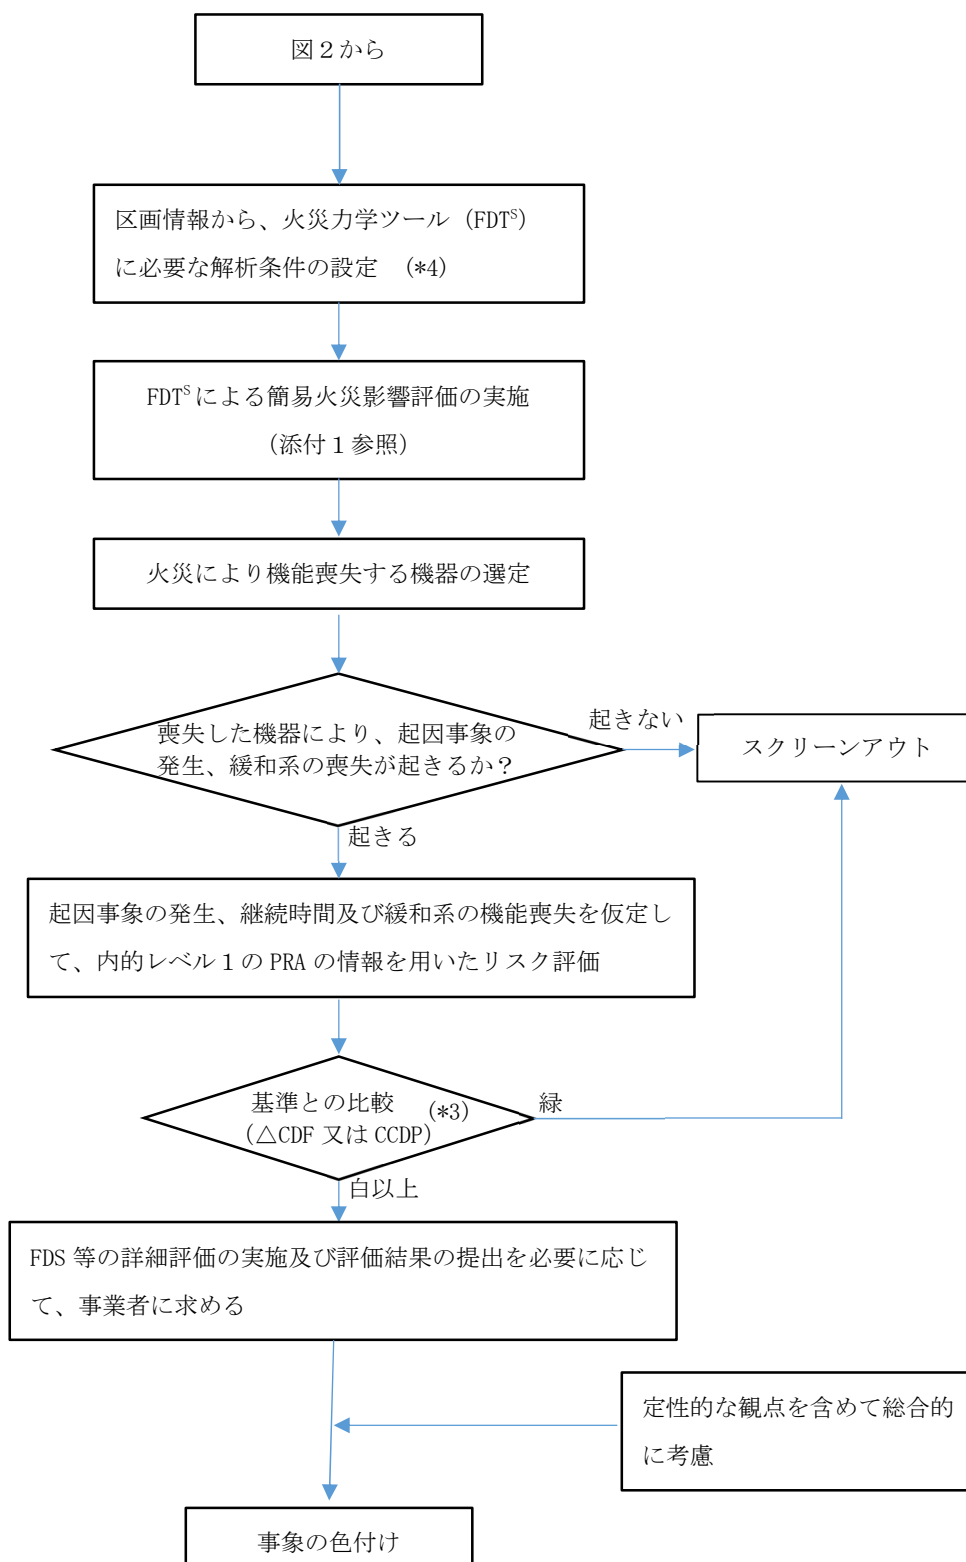 図２から
区画情報から、火災力学ツール（FDTS）
に必要な解析条件の設定　（*4）
FDTSによる簡易火災影響評価の実施
（添付１参照）
火災により機能喪失する機器の選定
喪失した機器により、起因事象の
発生、緩和系の喪失が起きるか？
起きない
スクリーンアウト
起きる
起因事象の発生、継続時間及び緩和系の機能喪失を仮定し
て、内的レベル１の PRA の情報を用いたリスク評価
基準との比較 （*3）
（△CDF 又は CCDP）
緑
白以上
FDS 等の詳細評価の実施及び評価結果の提出を必要に応じ
て、事業者に求める
定性的な観点を含めて総合的
に考慮
事象の色付け